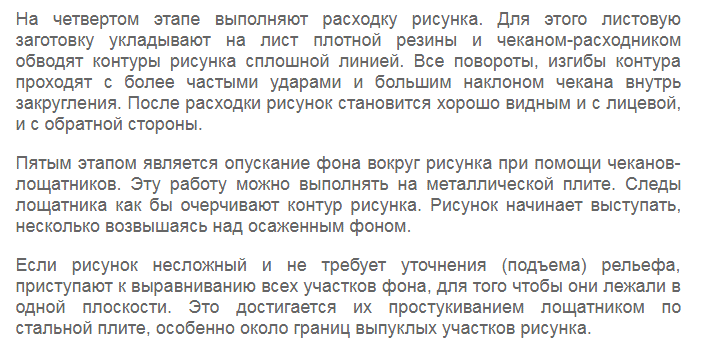 На четвертом этапе выполняют расходку рисунка. Для этого листовую
заготовку укладывают на лист плотной резины и чеканом-расходником
обводят контуры рисунка сплошной линией. Все повороты, изгибы контура
проходят с более частыми ударами и большим наклоном чекана внутрь
закругления. После расходки рисунок становится хорошо видным и с лицевой,
и с обратной стороны.
Пятым этапом является опускание фона вокруг рисунка при помощи чеканов-
лощатников. Эту работу можно выполнять на металлической плите. Следы
лощатника как бы очерчивают контур рисунка. Рисунок начинает выступать,
несколько возвышаясь над осаженным фоном.
Если рисунок несложный и не требует уточнения (подъема) рельефа,
приступают к выравниванию всех участков фона, для того чтобы они лежали в
одной плоскости. Это достигается их простукиванием лощатником по
стальной плите, особенно около границ выпуклых участков рисунка.